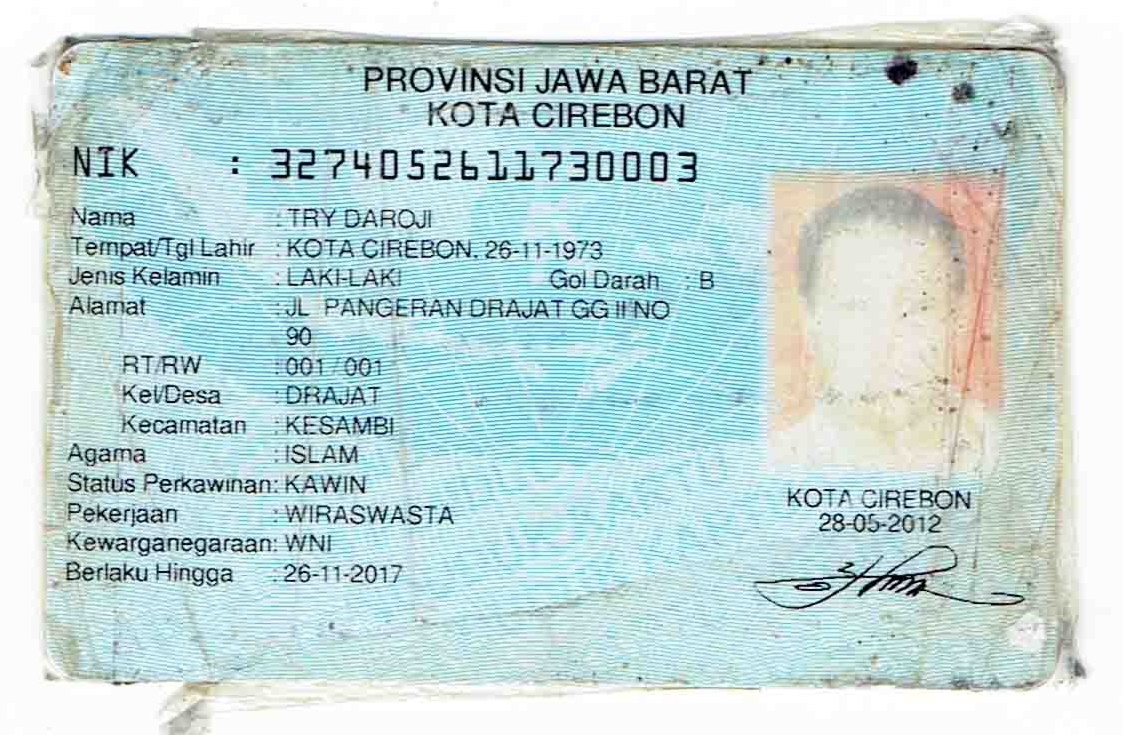 PROVINSI JAWA BARAT
KOTA CIREBON
NIK : 3274052611730003
Nama : TRY DAROJI
Tempat/Tgl Lahir : KOTA CIREBON, 26-11-1973
Jenis Kelamin : LAKI-LAKI Gol Darah : B
Alamat : JL PANGERAN DRAJAT GG II NO
90
RT/RW : 001 / 001
Kel/Desa : DRAJAT
Kecamatan : KESAMBI
Agama : ISLAM
Status Perkawinan: KAWIN
Pekerjaan : WIRASWASTA
Kewarganegaraan: WNI
Berlaku Hingga : 26-11-2017
KOTA CIREBON
28-05-2012